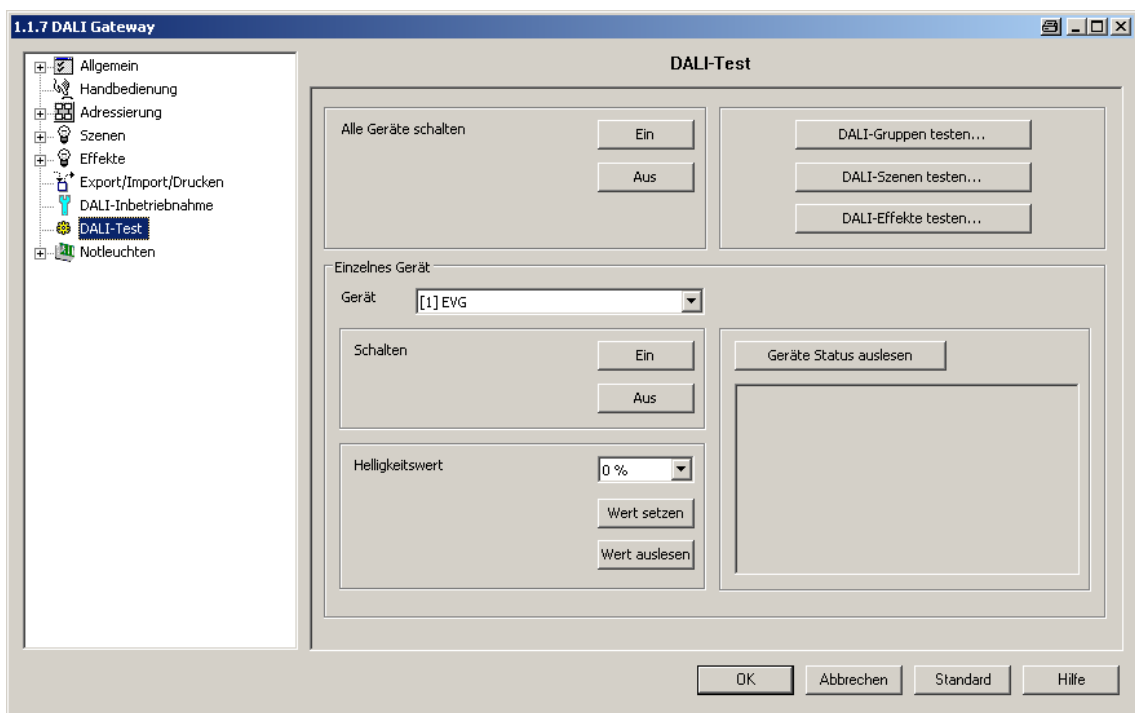 1.1.7 DALI Gateway
Allgemein
Handbedienung
Adressierung
Szenen
Effekte
Export/Import/Drucken
DALI-Inbetriebnahme
DALI-Test
Notleuchten
DALI-Test
Alle Geräte schalten
Ein
Aus
DALI-Gruppen testen...
DALI-Szenen testen...
DALI-Effekte testen...
Einzelnes Gerät
Gerät
[1] EVG
Schalten
Ein
Aus
Geräte Status auslesen
Helligkeitswert
0 %
Wert setzen
Wert auslesen
OK
Abbrechen
Standard
Hilfe